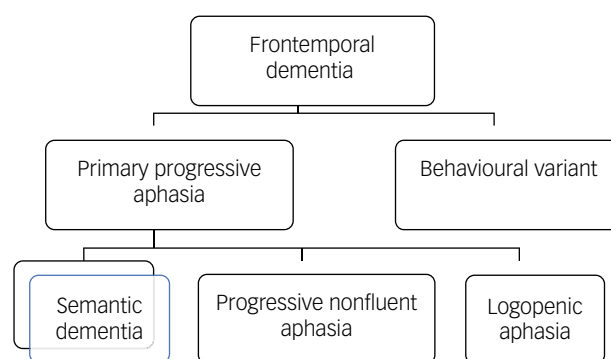 Frontemporal
dementia
Primary progressive
aphasia
Behavioural variant
Semantic
dementia
Progressive nonfluent
aphasia
Logopenic
aphasia